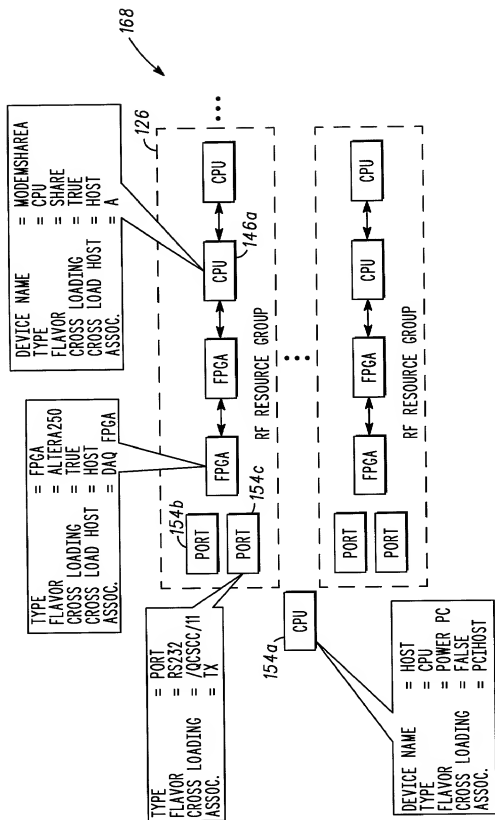 TYPE = PORT
FLAVOR = RS232
CROSS LOADING = /QCSCC/11
ASSOC. = TX
TYPE = FPGA
FLAVOR = ALTERA250
CROSS LOADING = TRUE
CROSS LOAD HOST = HOST
ASSOC. = DAQ FPGA
DEVICE NAME = MODEMSHAREA
TYPE = CPU
FLAVOR = SHARE
CROSS LOADING = TRUE
CROSS LOAD HOST = HOST
ASSOC. = A
168
126
154b
PORT
PORT
154c
FPGA
FPGA
CPU
146a
CPU
RF RESOURCE GROUP
154a
CPU
PORT
PORT
FPGA
FPGA
CPU
CPU
RF RESOURCE GROUP
DEVICE NAME = HOST
TYPE = CPU
FLAVOR = POWER PC
CROSS LOADING = FALSE
ASSOC. = PCIHOST